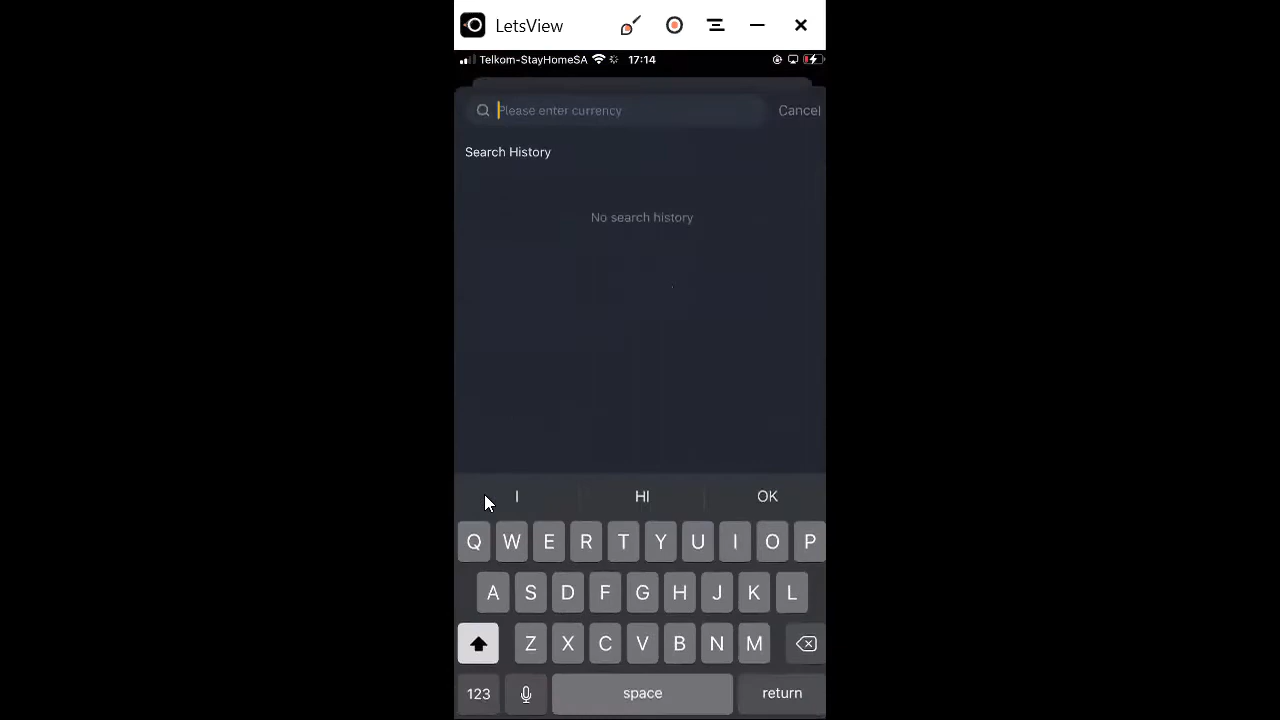 LetsView
Telkom-StayHomeSA 17:14
Please enter currency Cancel
Search History
No search history
I HI OK
Q W E R T Y U I O P
A S D F G H J K L
Z X C V B N M
123 space return